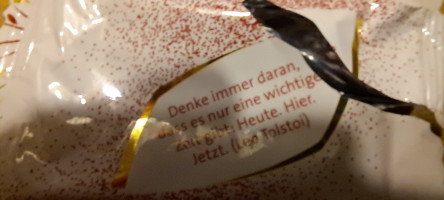 Denke immer daran,
dass es nur eine wichtige
Zeit gibt: Heute. Hier.
Jetzt. (Leo Tolstoi)